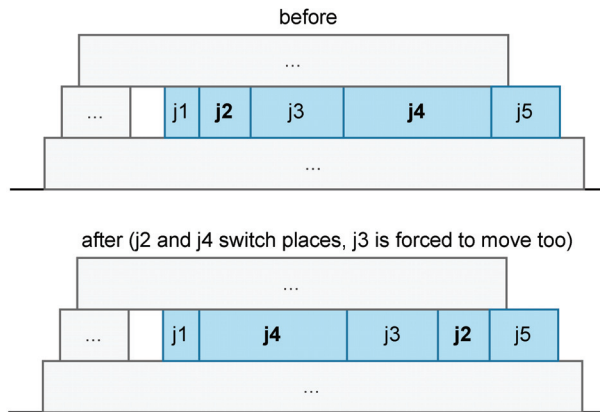 before
...
... j1 j2 j3 j4 j5
...
after (j2 and j4 switch places, j3 is forced to move too)
...
... j1 j4 j3 j2 j5
...